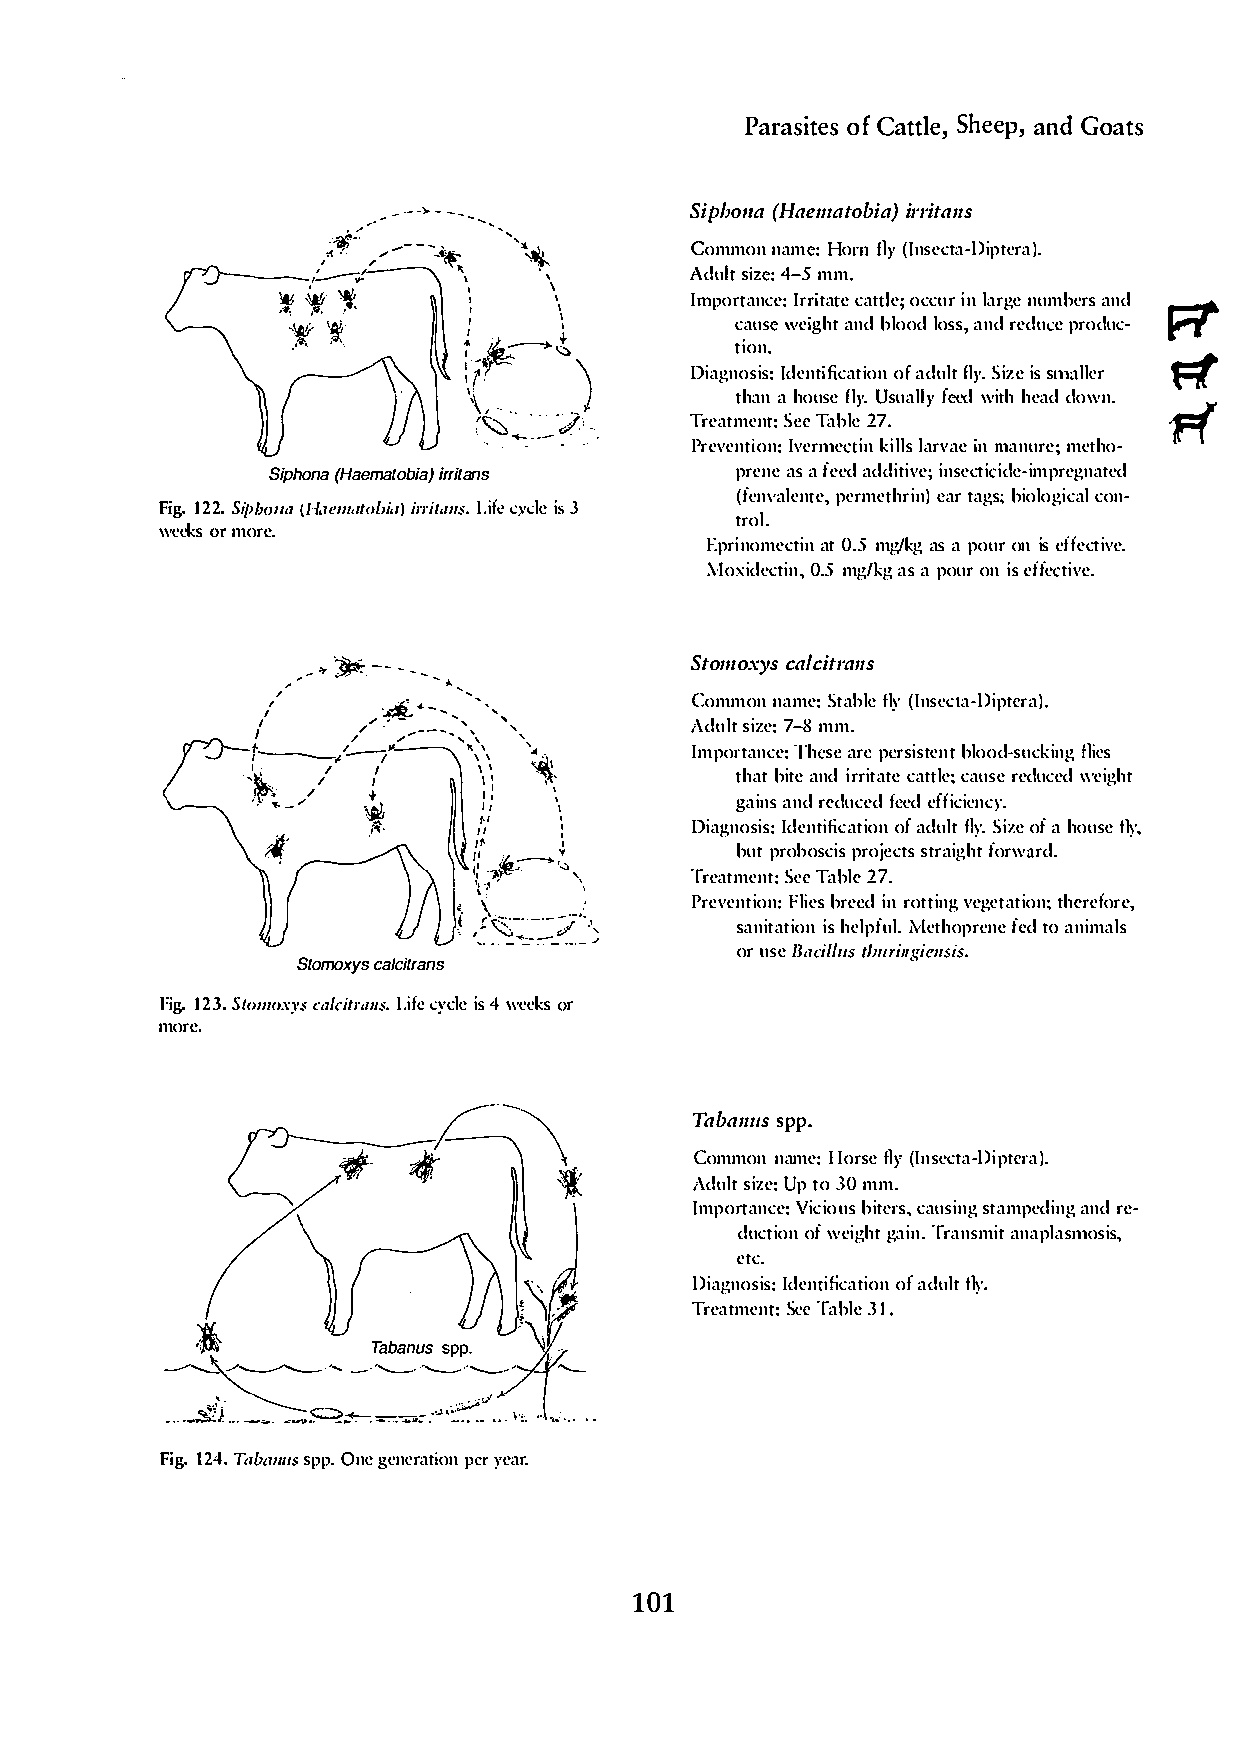 Parasites of Cattle, Sheep, and Goats
Siphona (Haematobia) irritans
Fig. 122. Siphona (Haematobia) irritans. Life cycle is 3
weeks or more.
Siphona (Haematobia) irritans
Common name: Horn fly (Insecta-Diptera).
Adult size: 4–5 mm.
Importance: Irritate cattle; occur in large numbers and
cause weight and blood loss, and reduce produc-
tion.
Diagnosis: Identification of adult fly. Size is smaller
than a house fly. Usually feed with head down.
Treatment: See Table 27.
Prevention: Ivermectin kills larvae in manure; metho-
prene as a feed additive; insecticide-impregnated
(fenvalente, permethrin) ear tags; biological con-
trol.
Eprinomectin at 0.5 mg/kg as a pour on is effective.
Moxidectin, 0.5 mg/kg as a pour on is effective.
Stomoxys calcitrans
Fig. 123. Stomoxys calcitrans. Life cycle is 4 weeks or
more.
Stomoxys calcitrans
Common name: Stable fly (Insecta-Diptera).
Adult size: 7–8 mm.
Importance: These are persistent blood-sucking flies
that bite and irritate cattle; cause reduced weight
gains and reduced feed efficiency.
Diagnosis: Identification of adult fly. Size of a house fly,
but proboscis projects straight forward.
Treatment: See Table 27.
Prevention: Flies breed in rotting vegetation; therefore,
sanitation is helpful. Methoprene fed to animals
or use Bacillus thuringiensis.
Tabanus spp.
Fig. 124. Tabanus spp. One generation per year.
Tabanus spp.
Common name: Horse fly (Insecta-Diptera).
Adult size: Up to 30 mm.
Importance: Vicious biters, causing stampeding and re-
duction of weight gain. Transmit anaplasmosis,
etc.
Diagnosis: Identification of adult fly.
Treatment: See Table 31.
101